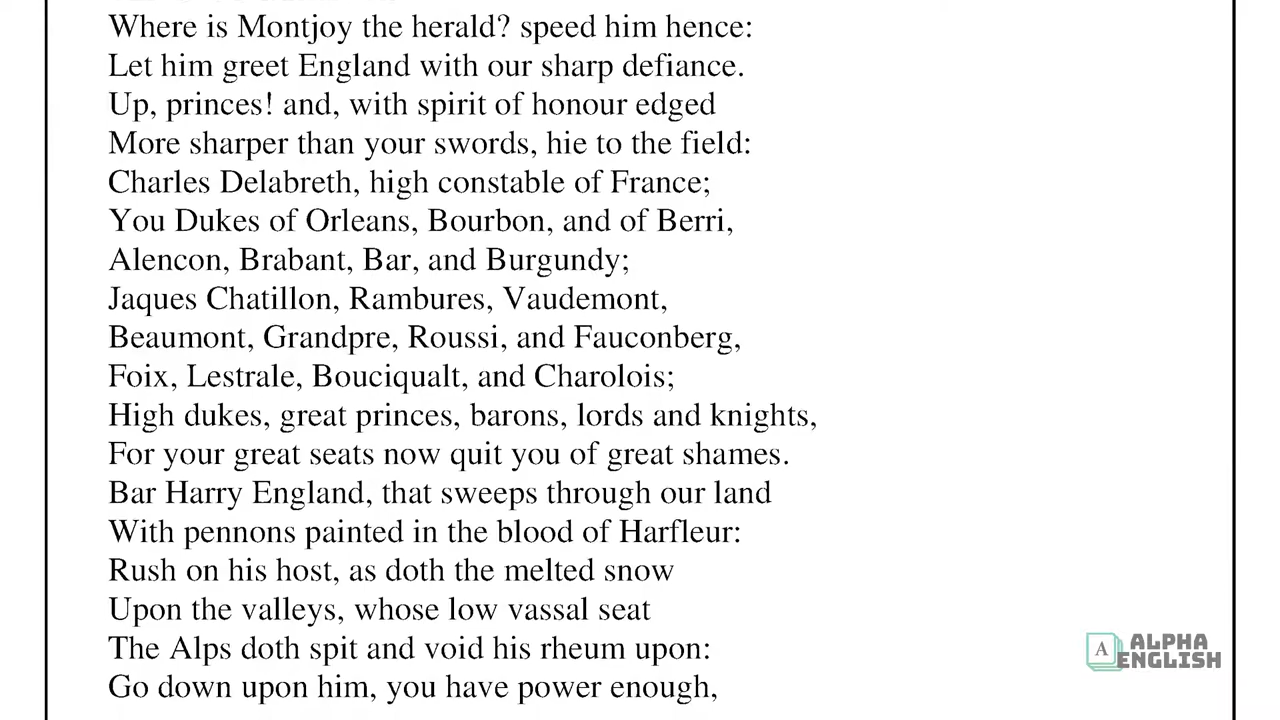 Where is Montjoy the herald? speed him hence:
Let him greet England with our sharp defiance.
Up, princes! and, with spirit of honour edged
More sharper than your swords, hie to the field:
Charles Delabreth, high constable of France;
You Dukes of Orleans, Bourbon, and of Berri,
Alencon, Brabant, Bar, and Burgundy;
Jaques Chatillon, Rambures, Vaudemont,
Beaumont, Grandpre, Roussi, and Fauconberg,
Foix, Lestrale, Bouciqualt, and Charolois;
High dukes, great princes, barons, lords and knights,
For your great seats now quit you of great shames.
Bar Harry England, that sweeps through our land
With pennons painted in the blood of Harfleur:
Rush on his host, as doth the melted snow
Upon the valleys, whose low vassal seat
The Alps doth spit and void his rheum upon:
Go down upon him, you have power enough,
A ALPHA
ENGLISH